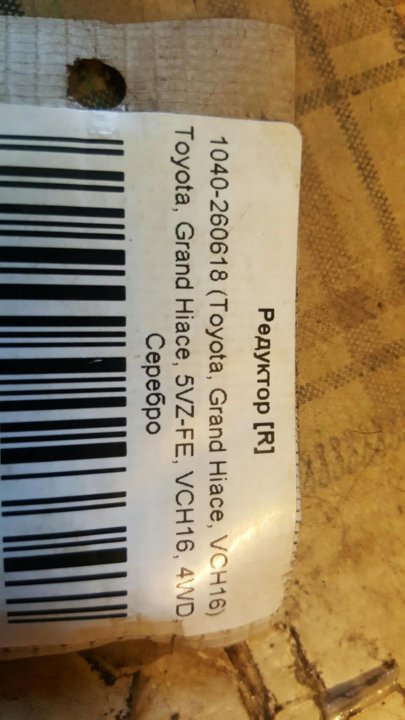 Редуктор [R]
1040-260618 (Toyota, Grand Hiace, VCH16)
Toyota, Grand Hiace, 5VZ-FE, VCH16, 4WD
Серебро